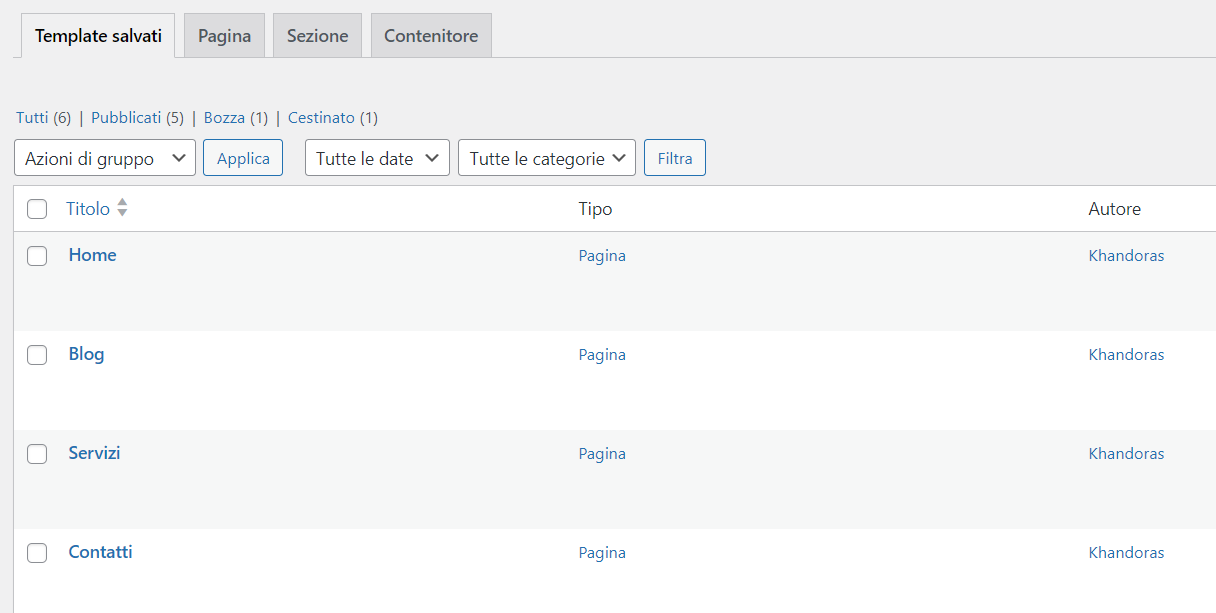 Template salvati Pagina Sezione Contenitore
Tutti (6) | Pubblicati (5) | Bozza (1) | Cestinato (1)
Azioni di gruppo Applica Tutte le date Tutte le categorie Filtra
Titolo Tipo Autore
Home Pagina Khandoras
Blog Pagina Khandoras
Servizi Pagina Khandoras
Contatti Pagina Khandoras